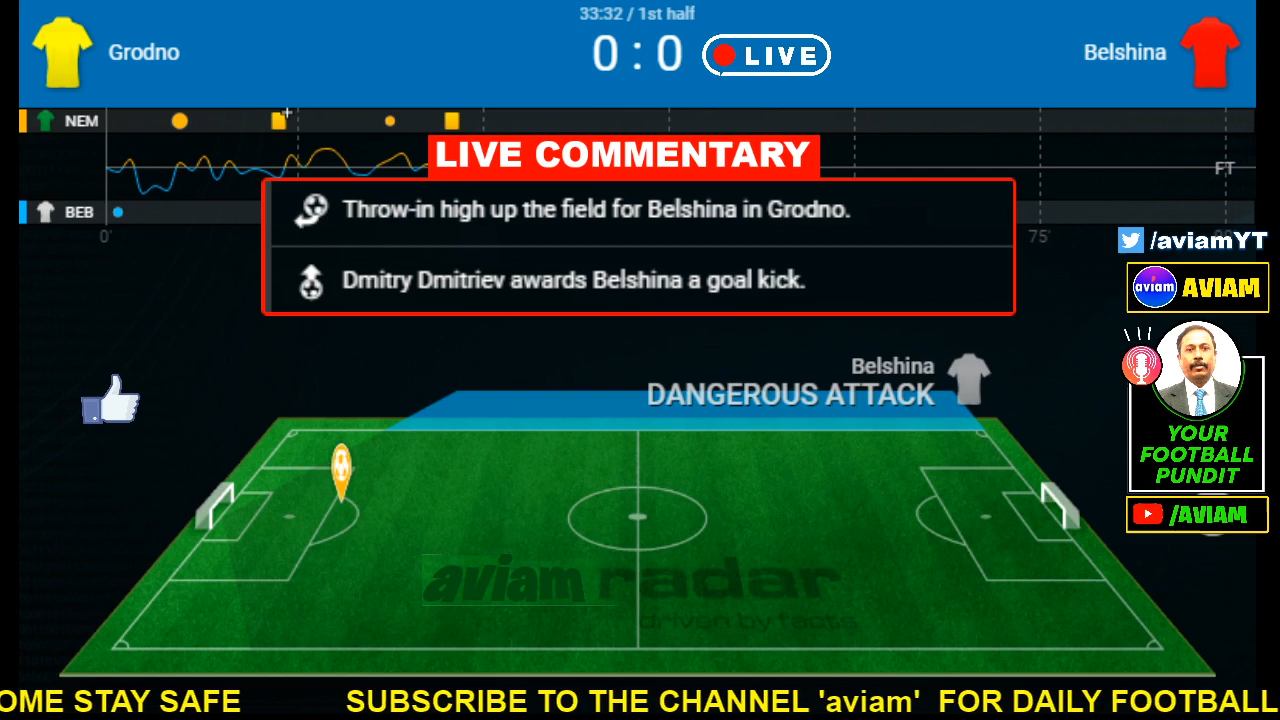 33:32 / 1st half
Grodno
0 : 0
LIVE
Belshina
NEM
LIVE COMMENTARY
FT
Throw-in high up the field for Belshina in Grodno.
BEB
0'
75'
/aviamYT
Dmitry Dmitriev awards Belshina a goal kick.
aviam AVIAM
Belshina
DANGEROUS ATTACK
YOUR
FOOTBALL
PUNDIT
/AVIAM
aviam radar
driven by facts
OME STAY SAFE SUBSCRIBE TO THE CHANNEL 'aviam' FOR DAILY FOOTBALL